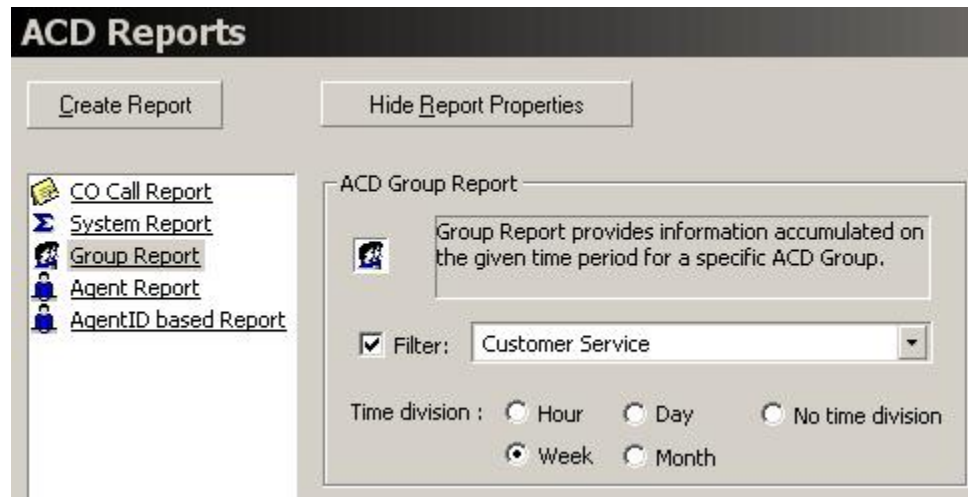 ACD Reports
Create Report
Hide Report Properties
CO Call Report
System Report
Group Report
Agent Report
AgentID based Report
ACD Group Report
Group Report provides information accumulated on
the given time period for a specific ACD Group.
Filter: Customer Service
Time division : Hour Day No time division
Week Month